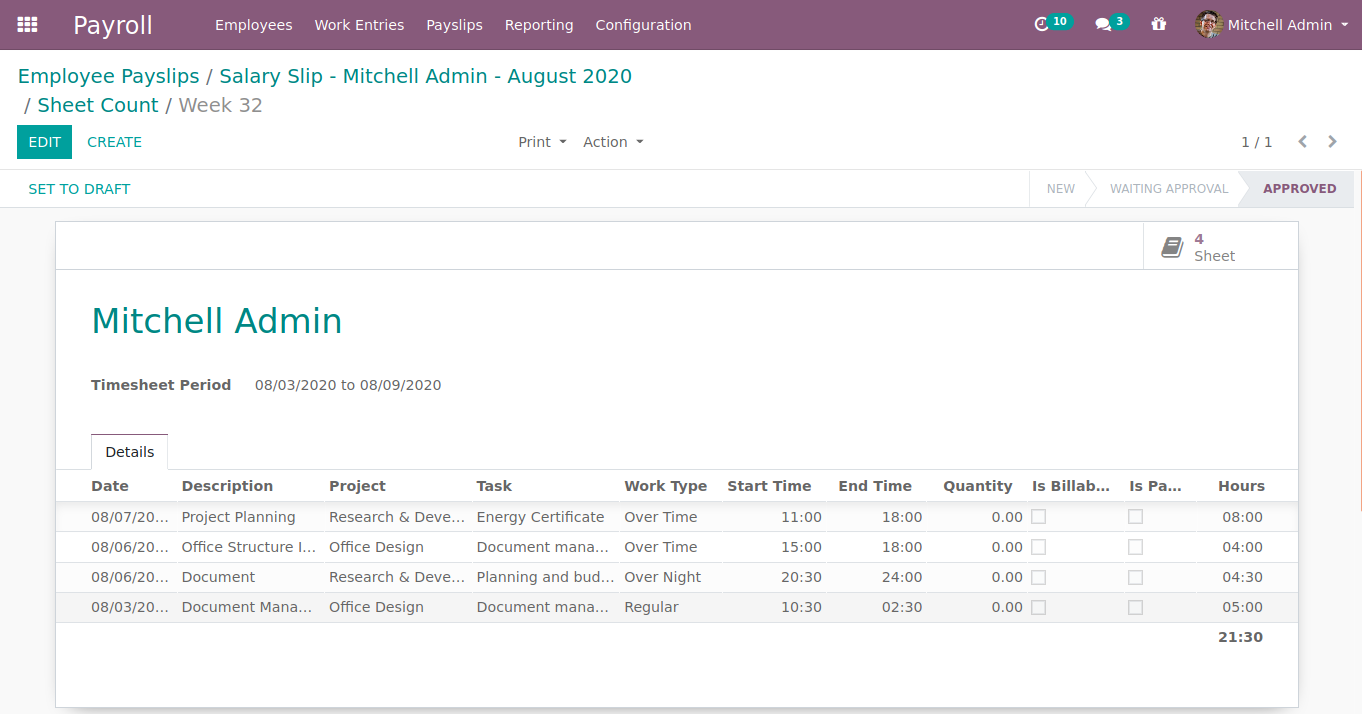 Payroll Employees Work Entries Payslips Reporting Configuration 10 3 Mitchell Admin
Employee Payslips / Salary Slip - Mitchell Admin - August 2020
/ Sheet Count / Week 32
EDIT CREATE Print Action 1 / 1
SET TO DRAFT NEW WAITING APPROVAL APPROVED
4
Sheet
Mitchell Admin
Timesheet Period 08/03/2020 to 08/09/2020
Details
Date Description Project Task Work Type Start Time End Time Quantity Is Billab... Is Pa... Hours
08/07/20... Project Planning Research & Deve... Energy Certificate Over Time 11:00 18:00 0.00 08:00
08/06/20... Office Structure I... Office Design Document mana... Over Time 15:00 18:00 0.00 04:00
08/06/20... Document Research & Deve... Planning and bud... Over Night 20:30 24:00 0.00 04:30
08/03/20... Document Mana... Office Design Document mana... Regular 10:30 02:30 0.00 05:00
21:30